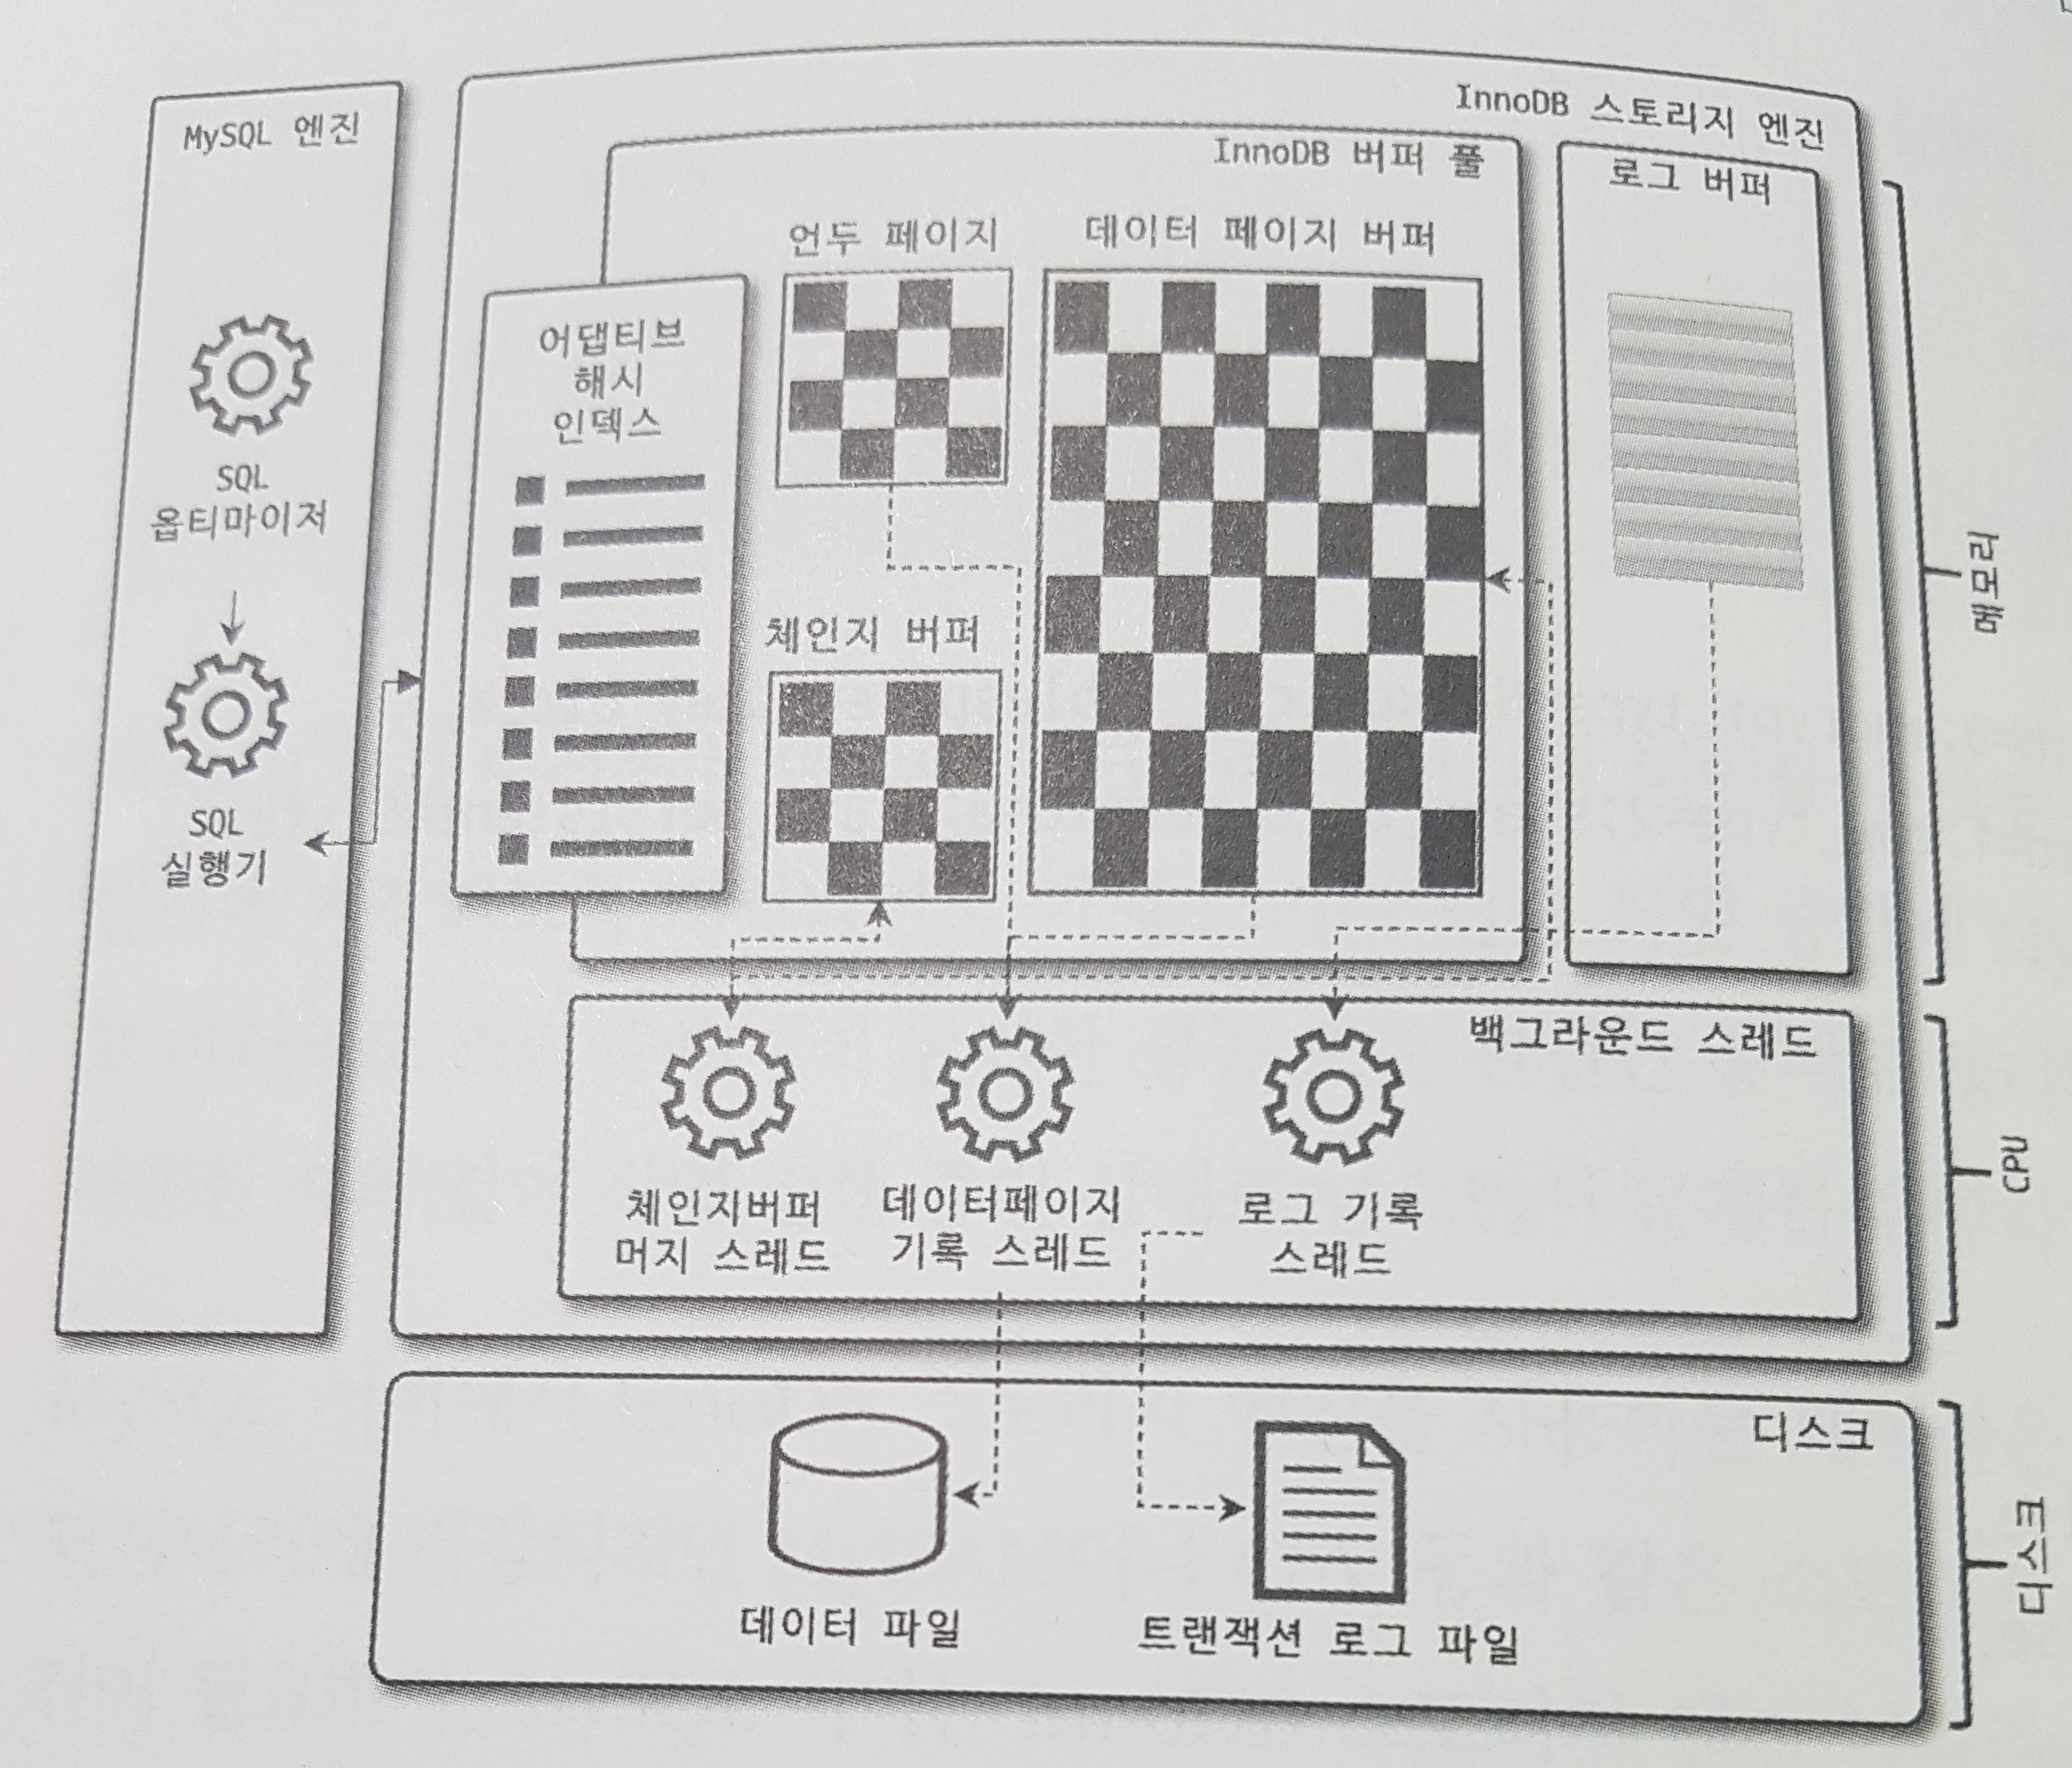 MySQL 엔진
SQL
옵티마이저
SQL
실행기
InnoDB 스토리지 엔진
InnoDB 버퍼 풀
로그 버퍼
언두 페이지
데이터 페이지 버퍼
어댑티브
해시
인덱스
체인지 버퍼
메모리
백그라운드 스레드
체인지버퍼
머지 스레드
데이터페이지
기록 스레드
로그 기록
스레드
CPU
디스크
데이터 파일
트랜잭션 로그 파일
디스크